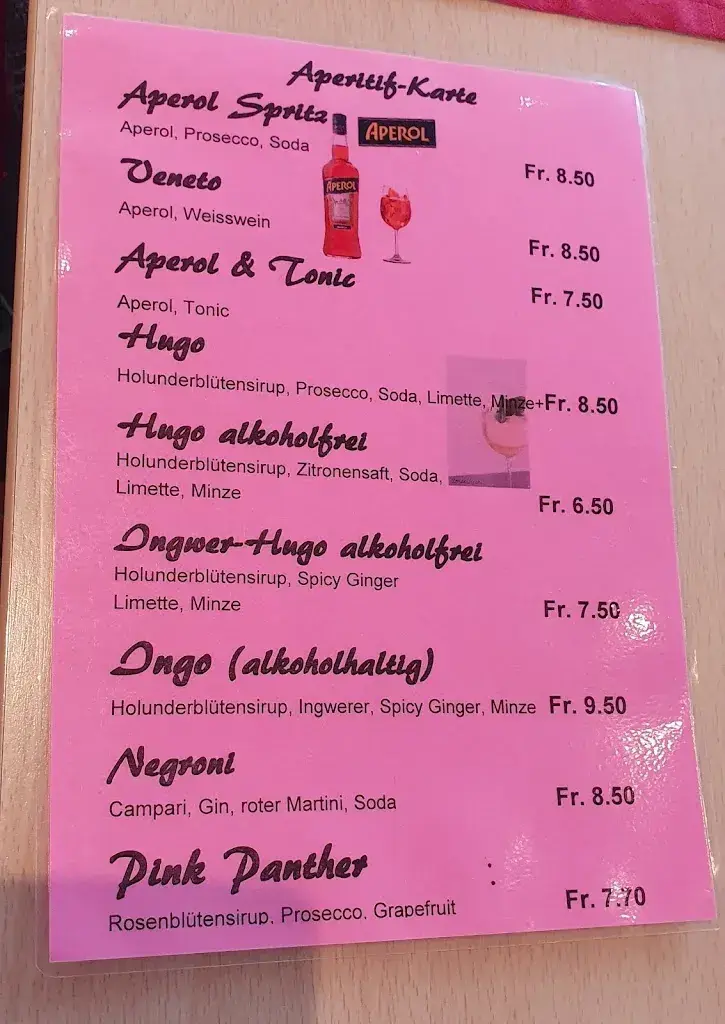 Aperitif-Karte
Aperol Spritz
Aperol, Prosecco, Soda
Fr. 8.50
APEROL
APEROL
Veneto
Aperol, Weisswein
Fr. 8.50
Aperol & Tonic
Aperol, Tonic
Fr. 7.50
Hugo
Holunderblütensirup, Prosecco, Soda, Limette, Minze+Fr. 8.50
Hugo alkoholfrei
Holunderblütensirup, Zitronensaft, Soda,
Limette, Minze
Fr. 6.50
Ingwer-Hugo alkoholfrei
Holunderblütensirup, Spicy Ginger
Limette, Minze
Fr. 7.50
Ingo (alkoholhaltig)
Holunderblütensirup, Ingwerer, Spicy Ginger, Minze Fr. 9.50
Negroni
Campari, Gin, roter Martini, Soda
Fr. 8.50
Pink Panther :
Rosenblütensirup, Prosecco, Grapefruit
Fr. 7.70